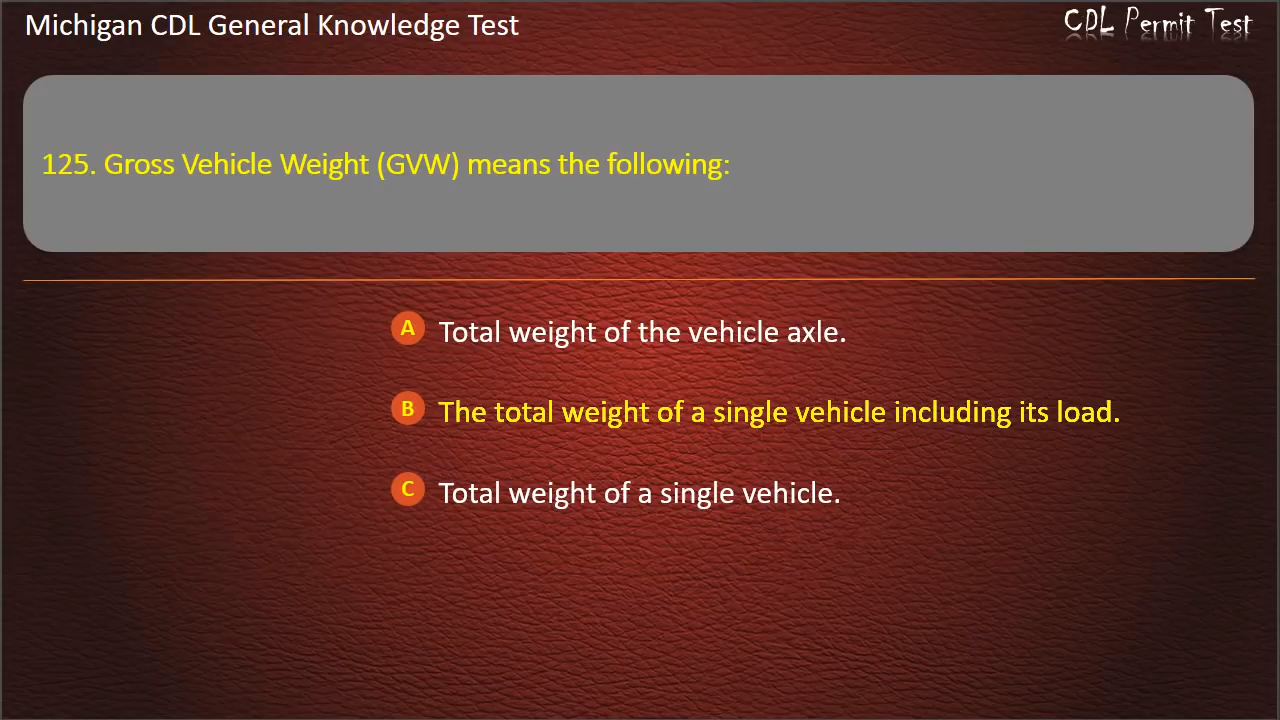 Michigan CDL General Knowledge Test
CDL Permit Test
125. Gross Vehicle Weight (GVW) means the following:
A Total weight of the vehicle axle.
B The total weight of a single vehicle including its load.
C Total weight of a single vehicle.